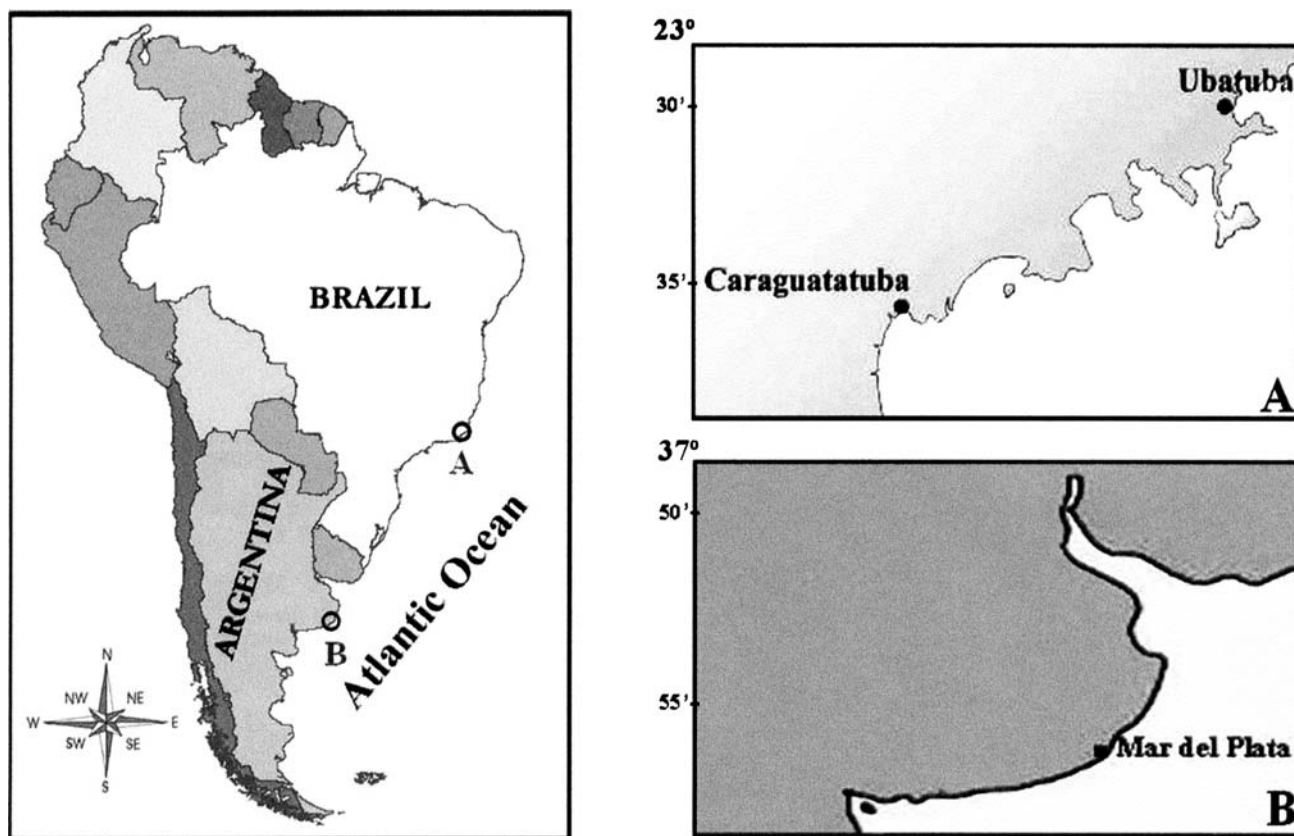 BRAZIL
ARGENTINA
Atlantic Ocean
A
B
N
NW NE
W E
SW SE
S
23º
30'
35'
Ubatuba
Caraguatatuba
A
37º
50'
55'
Mar del Plata
B